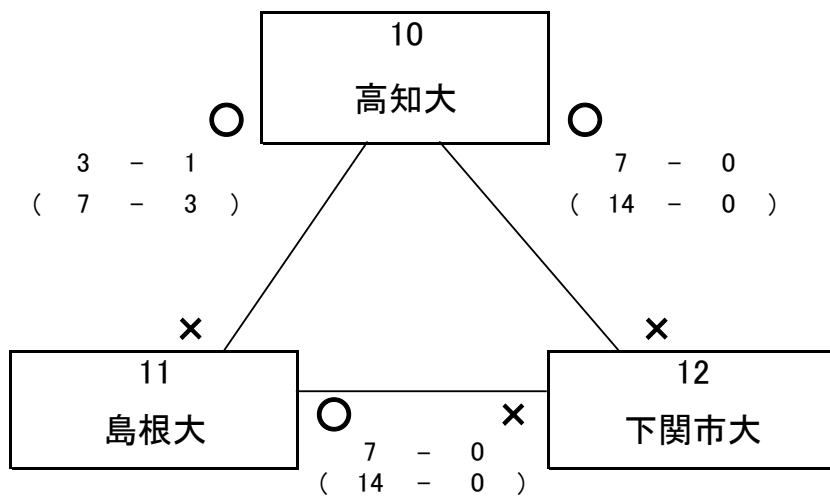 10
高知大
○ ○
3 － 1
( 7 － 3 )
7 － 0
( 14 － 0 )
× ×
11
島根大
12
下関市大
○ ×
7 － 0
( 14 － 0 )